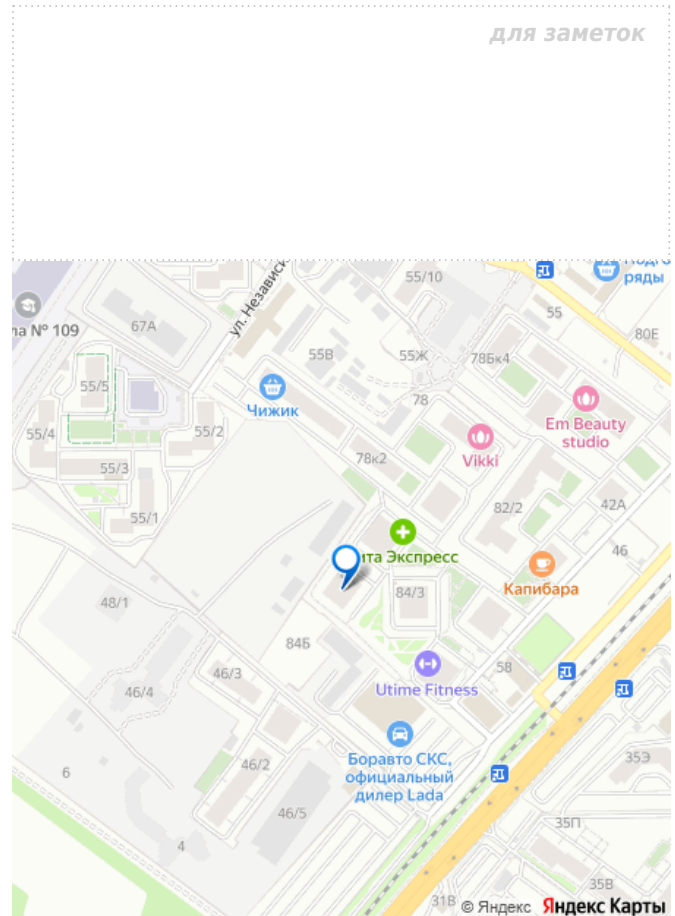 для заметок
ряды
55/10
55
ул. Независи
№ 109
67А
80Е
55В
55Ж
78Бк4
55/5
Чижик
78
Em Beauty
studio
55/4
55/2
Vikki
55/3
78к2
82/2
42А
55/1
46
Экспресс
Капибара
84/3
48/1
84Б
46/3
58
46/4
Utime Fitness
Боравто СКС,
официальный
дилер Lada
35Э
6
46/2
46/5
35П
4
35В
31В
© Яндекс Яндекс Карты